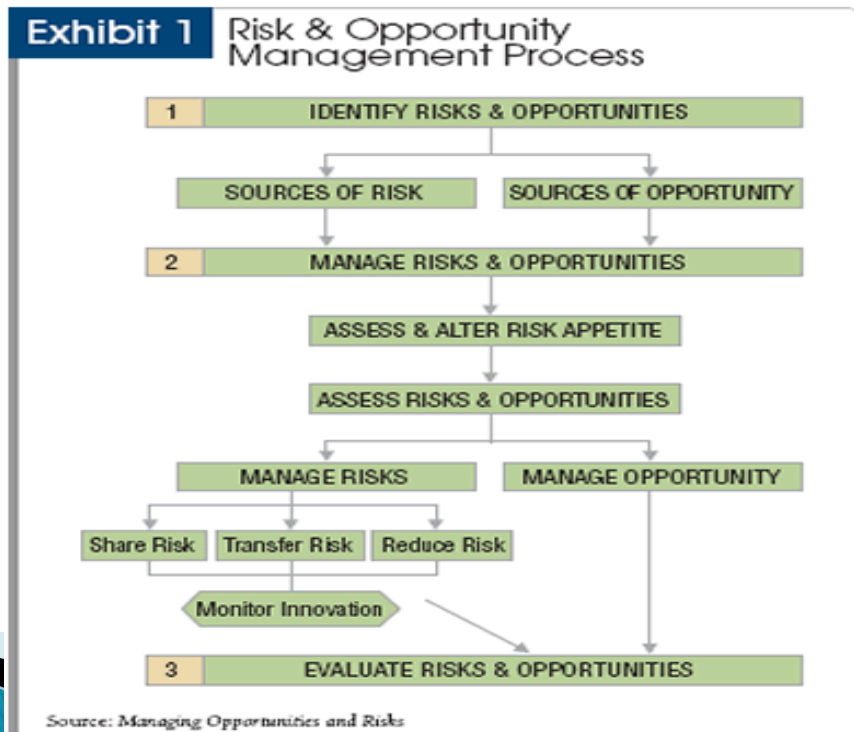 Exhibit 1
Risk & Opportunity
Management Process
1 IDENTIFY RISKS & OPPORTUNITIES
SOURCES OF RISK
SOURCES OF OPPORTUNITY
2 MANAGE RISKS & OPPORTUNITIES
ASSESS & ALTER RISK APPETITE
ASSESS RISKS & OPPORTUNITIES
MANAGE RISKS
MANAGE OPPORTUNITY
Share Risk
Transfer Risk
Reduce Risk
Monitor Innovation
3 EVALUATE RISKS & OPPORTUNITIES
Source: Managing Opportunities and Risks